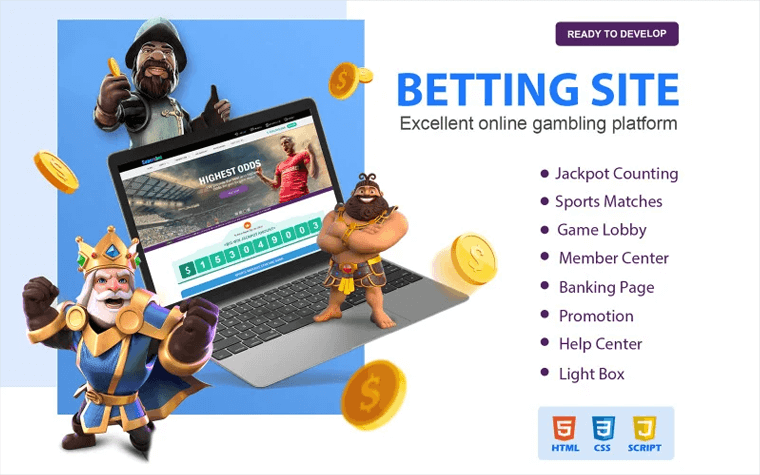 READY TO DEVELOP
BETTING SITE
Excellent online gambling platform
Jackpot Counting
Sports Matches
Game Lobby
Member Center
Banking Page
Promotion
Help Center
Light Box
HIGHEST ODDS
$153049003
HTML CSS SCRIPT